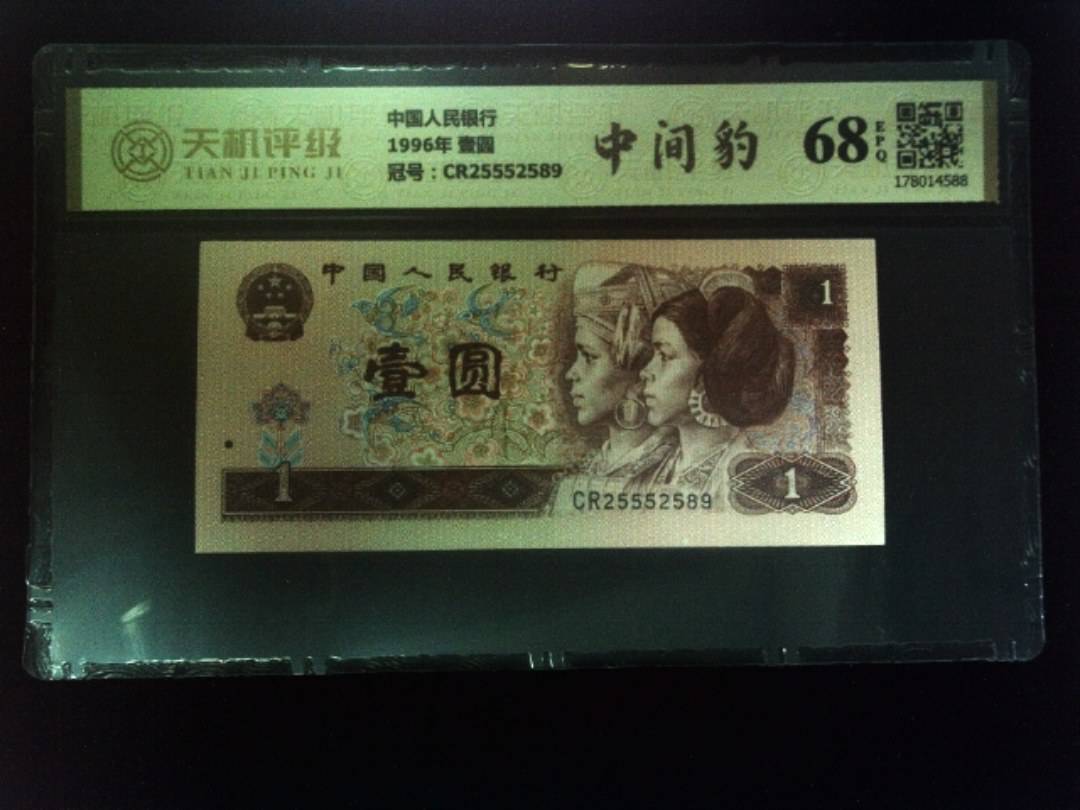 天机评级
TIAN JI PING JI
中国人民银行
1996年 壹圆
冠号：CR25552589
中间豹
68
EPQ
178014588
中国人民银行
1
壹圆
1
CR25552589
1